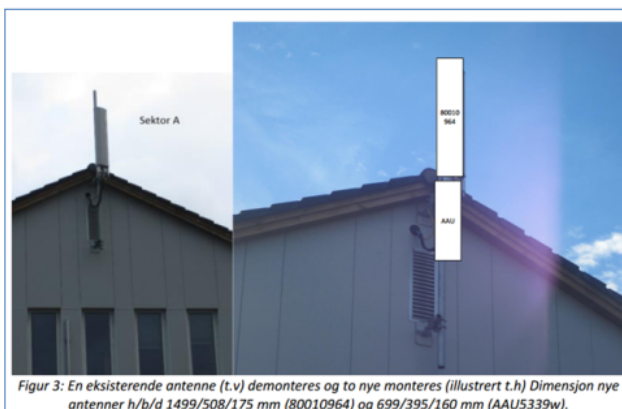 Sektor A
80010
964
AAU
Figur 3: En eksisterende antenne (t.v) demonteres og to nye monteres (illustrert t.h) Dimensjon nye
antenner h/b/d 1499/508/175 mm (80010964) og 699/395/160 mm (AAU5339w).